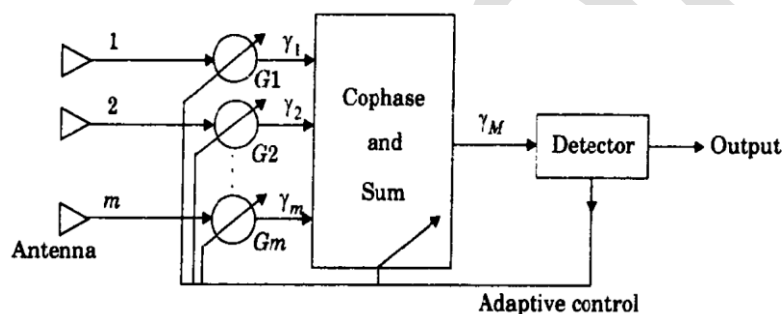 1
γ1
G1
2
γ2
G2
m
γm
Gm
Antenna
Cophase
and
Sum
γM
Detector
Output
Adaptive control